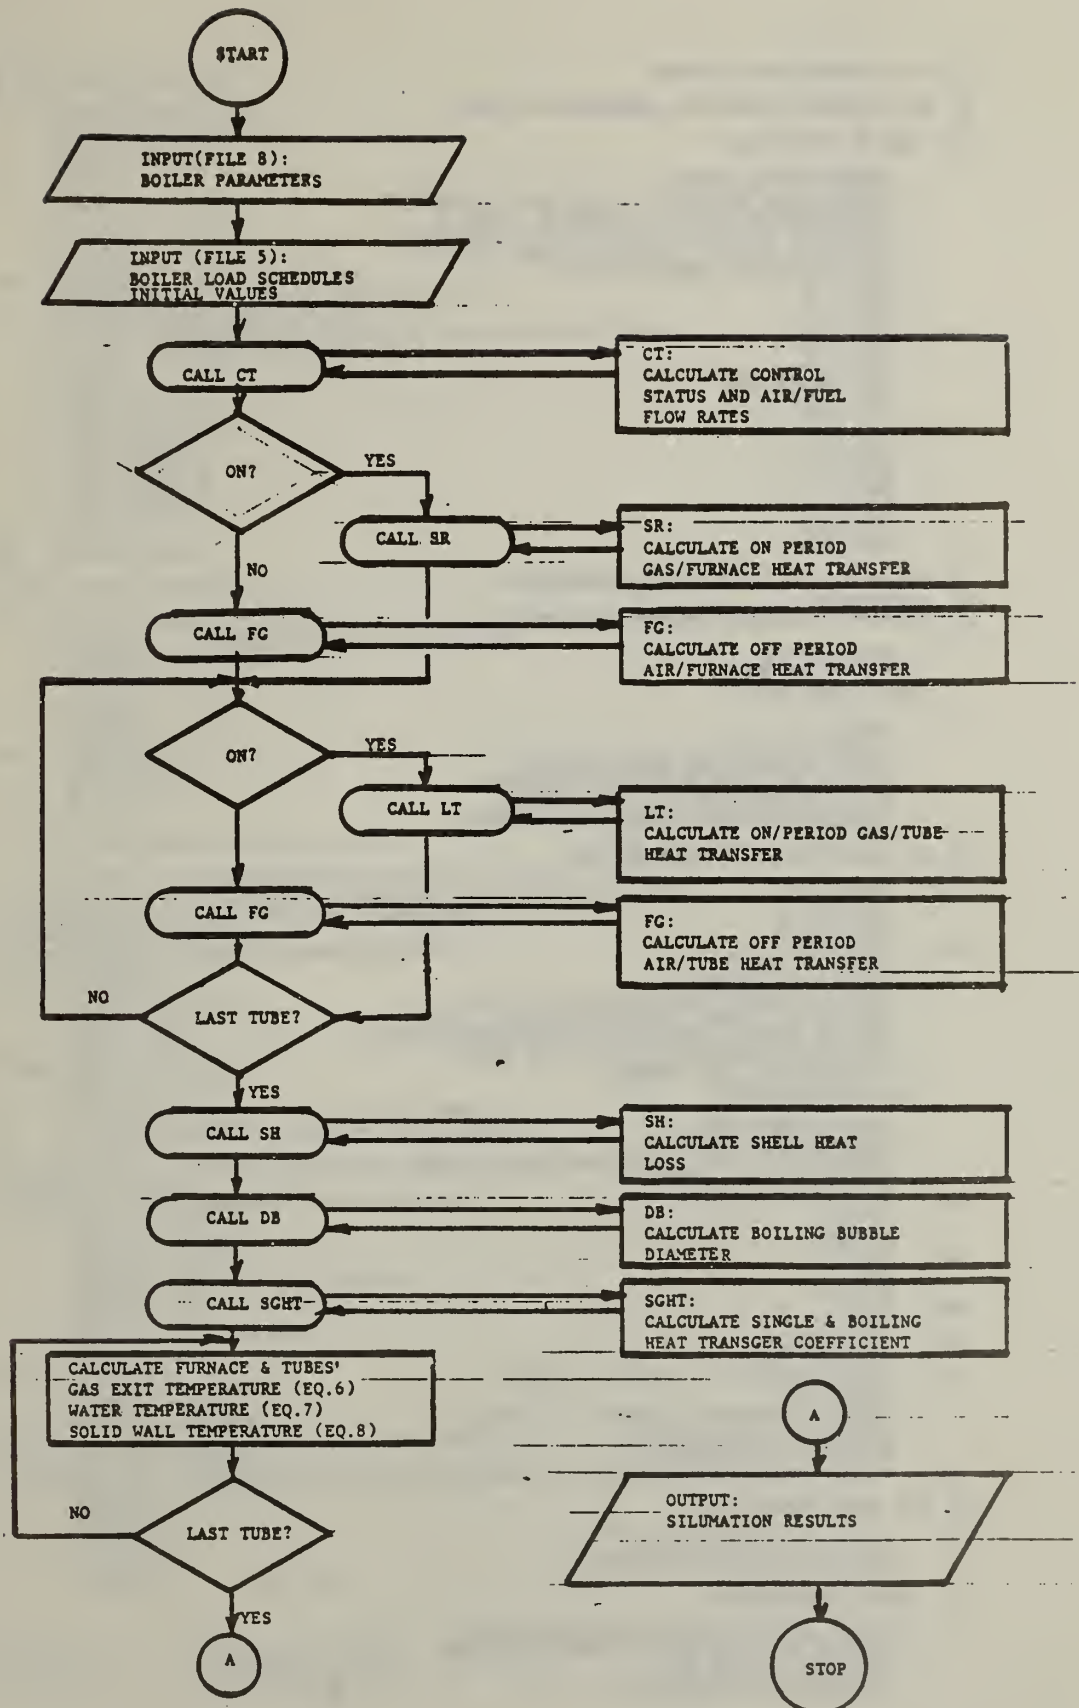 START
INPUT(FILE 8):
BOILER PARAMETERS
INPUT (FILE 5):
BOILER LOAD SCHEDULES
INITIAL VALUES
CALL CT
CT:
CALCULATE CONTROL
STATUS AND AIR/FUEL
FLOW RATES
ON?
YES
NO
CALL SR
SR:
CALCULATE ON PERIOD
GAS/FURNACE HEAT TRANSFER
CALL FG
FG:
CALCULATE OFF PERIOD
AIR/FURNACE HEAT TRANSFER
ON?
YES
CALL LT
LT:
CALCULATE ON/PERIOD GAS/TUBE
HEAT TRANSFER
CALL FG
FG:
CALCULATE OFF PERIOD
AIR/TUBE HEAT TRANSFER
NO
LAST TUBE?
YES
CALL SH
SH:
CALCULATE SHELL HEAT
LOSS
CALL DB
DB:
CALCULATE BOILING BUBBLE
DIAMETER
CALL SGHT
SGHT:
CALCULATE SINGLE & BOILING
HEAT TRANSGER COEFFICIENT
CALCULATE FURNACE & TUBES'
GAS EXIT TEMPERATURE (EQ.6)
WATER TEMPERATURE (EQ.7)
SOLID WALL TEMPERATURE (EQ.8)
NO
LAST TUBE?
YES
A
A
OUTPUT:
SILUMATION RESULTS
STOP